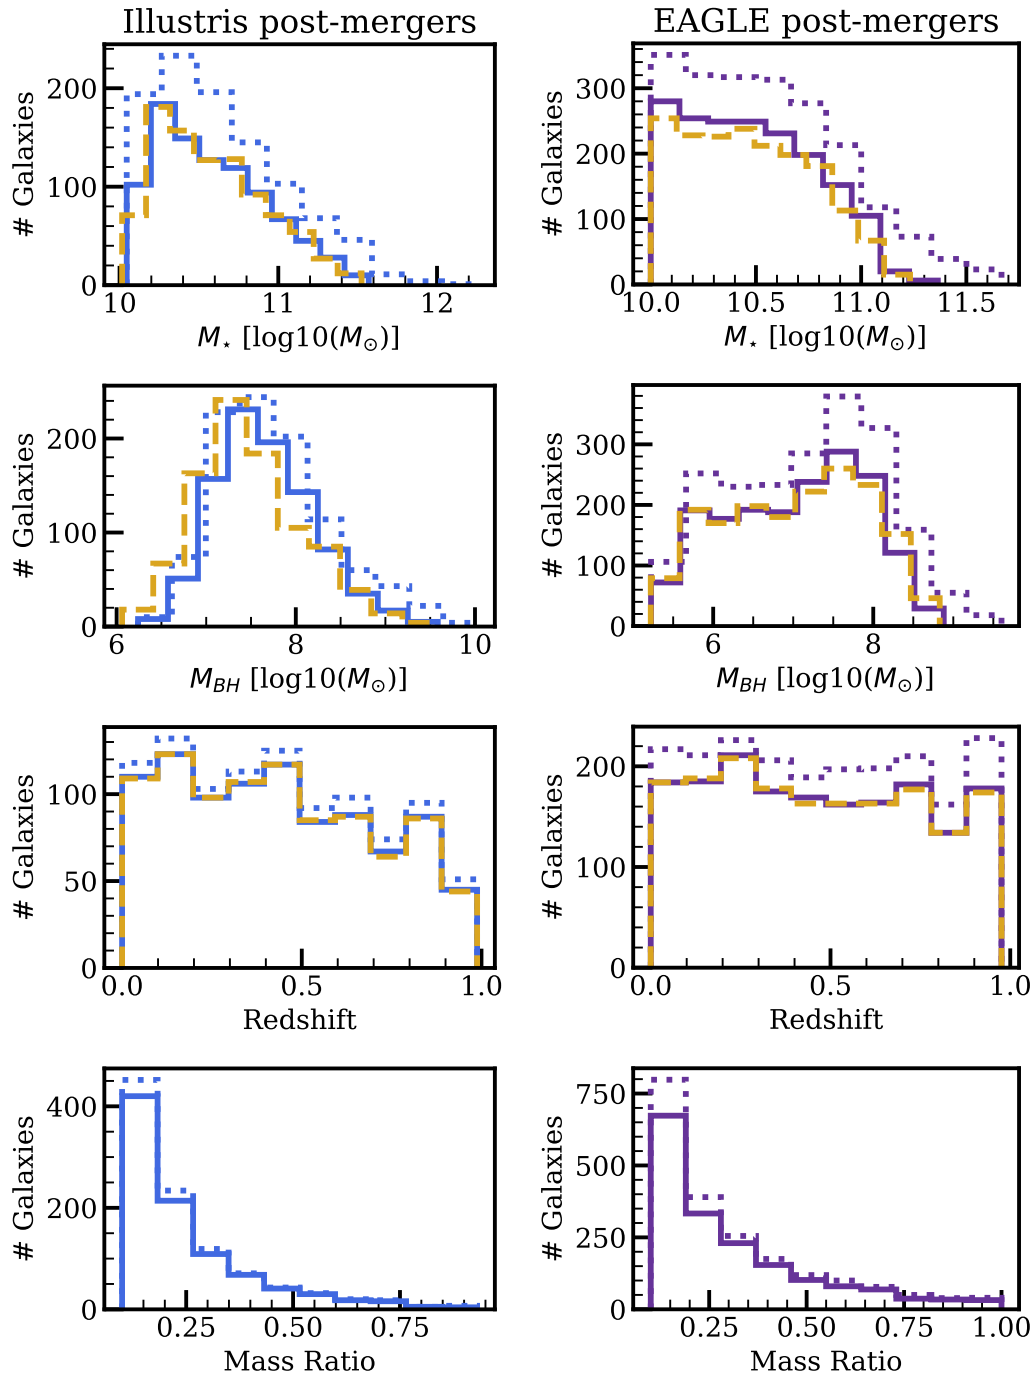 Illustris post-mergers
EAGLE post-mergers
# Galaxies
200
100
0
10
11
12
M⋆ [log10(M⊙)]
# Galaxies
300
200
100
0
10.0
10.5
11.0
11.5
M⋆ [log10(M⊙)]
# Galaxies
200
100
0
6
8
10
M_BH [log10(M⊙)]
# Galaxies
300
200
100
0
6
8
M_BH [log10(M⊙)]
# Galaxies
100
50
0
0.0
0.5
1.0
Redshift
# Galaxies
200
100
0
0.0
0.5
1.0
Redshift
# Galaxies
400
200
0
0.25
0.50
0.75
Mass Ratio
# Galaxies
750
500
250
0
0.25
0.50
0.75
1.00
Mass Ratio